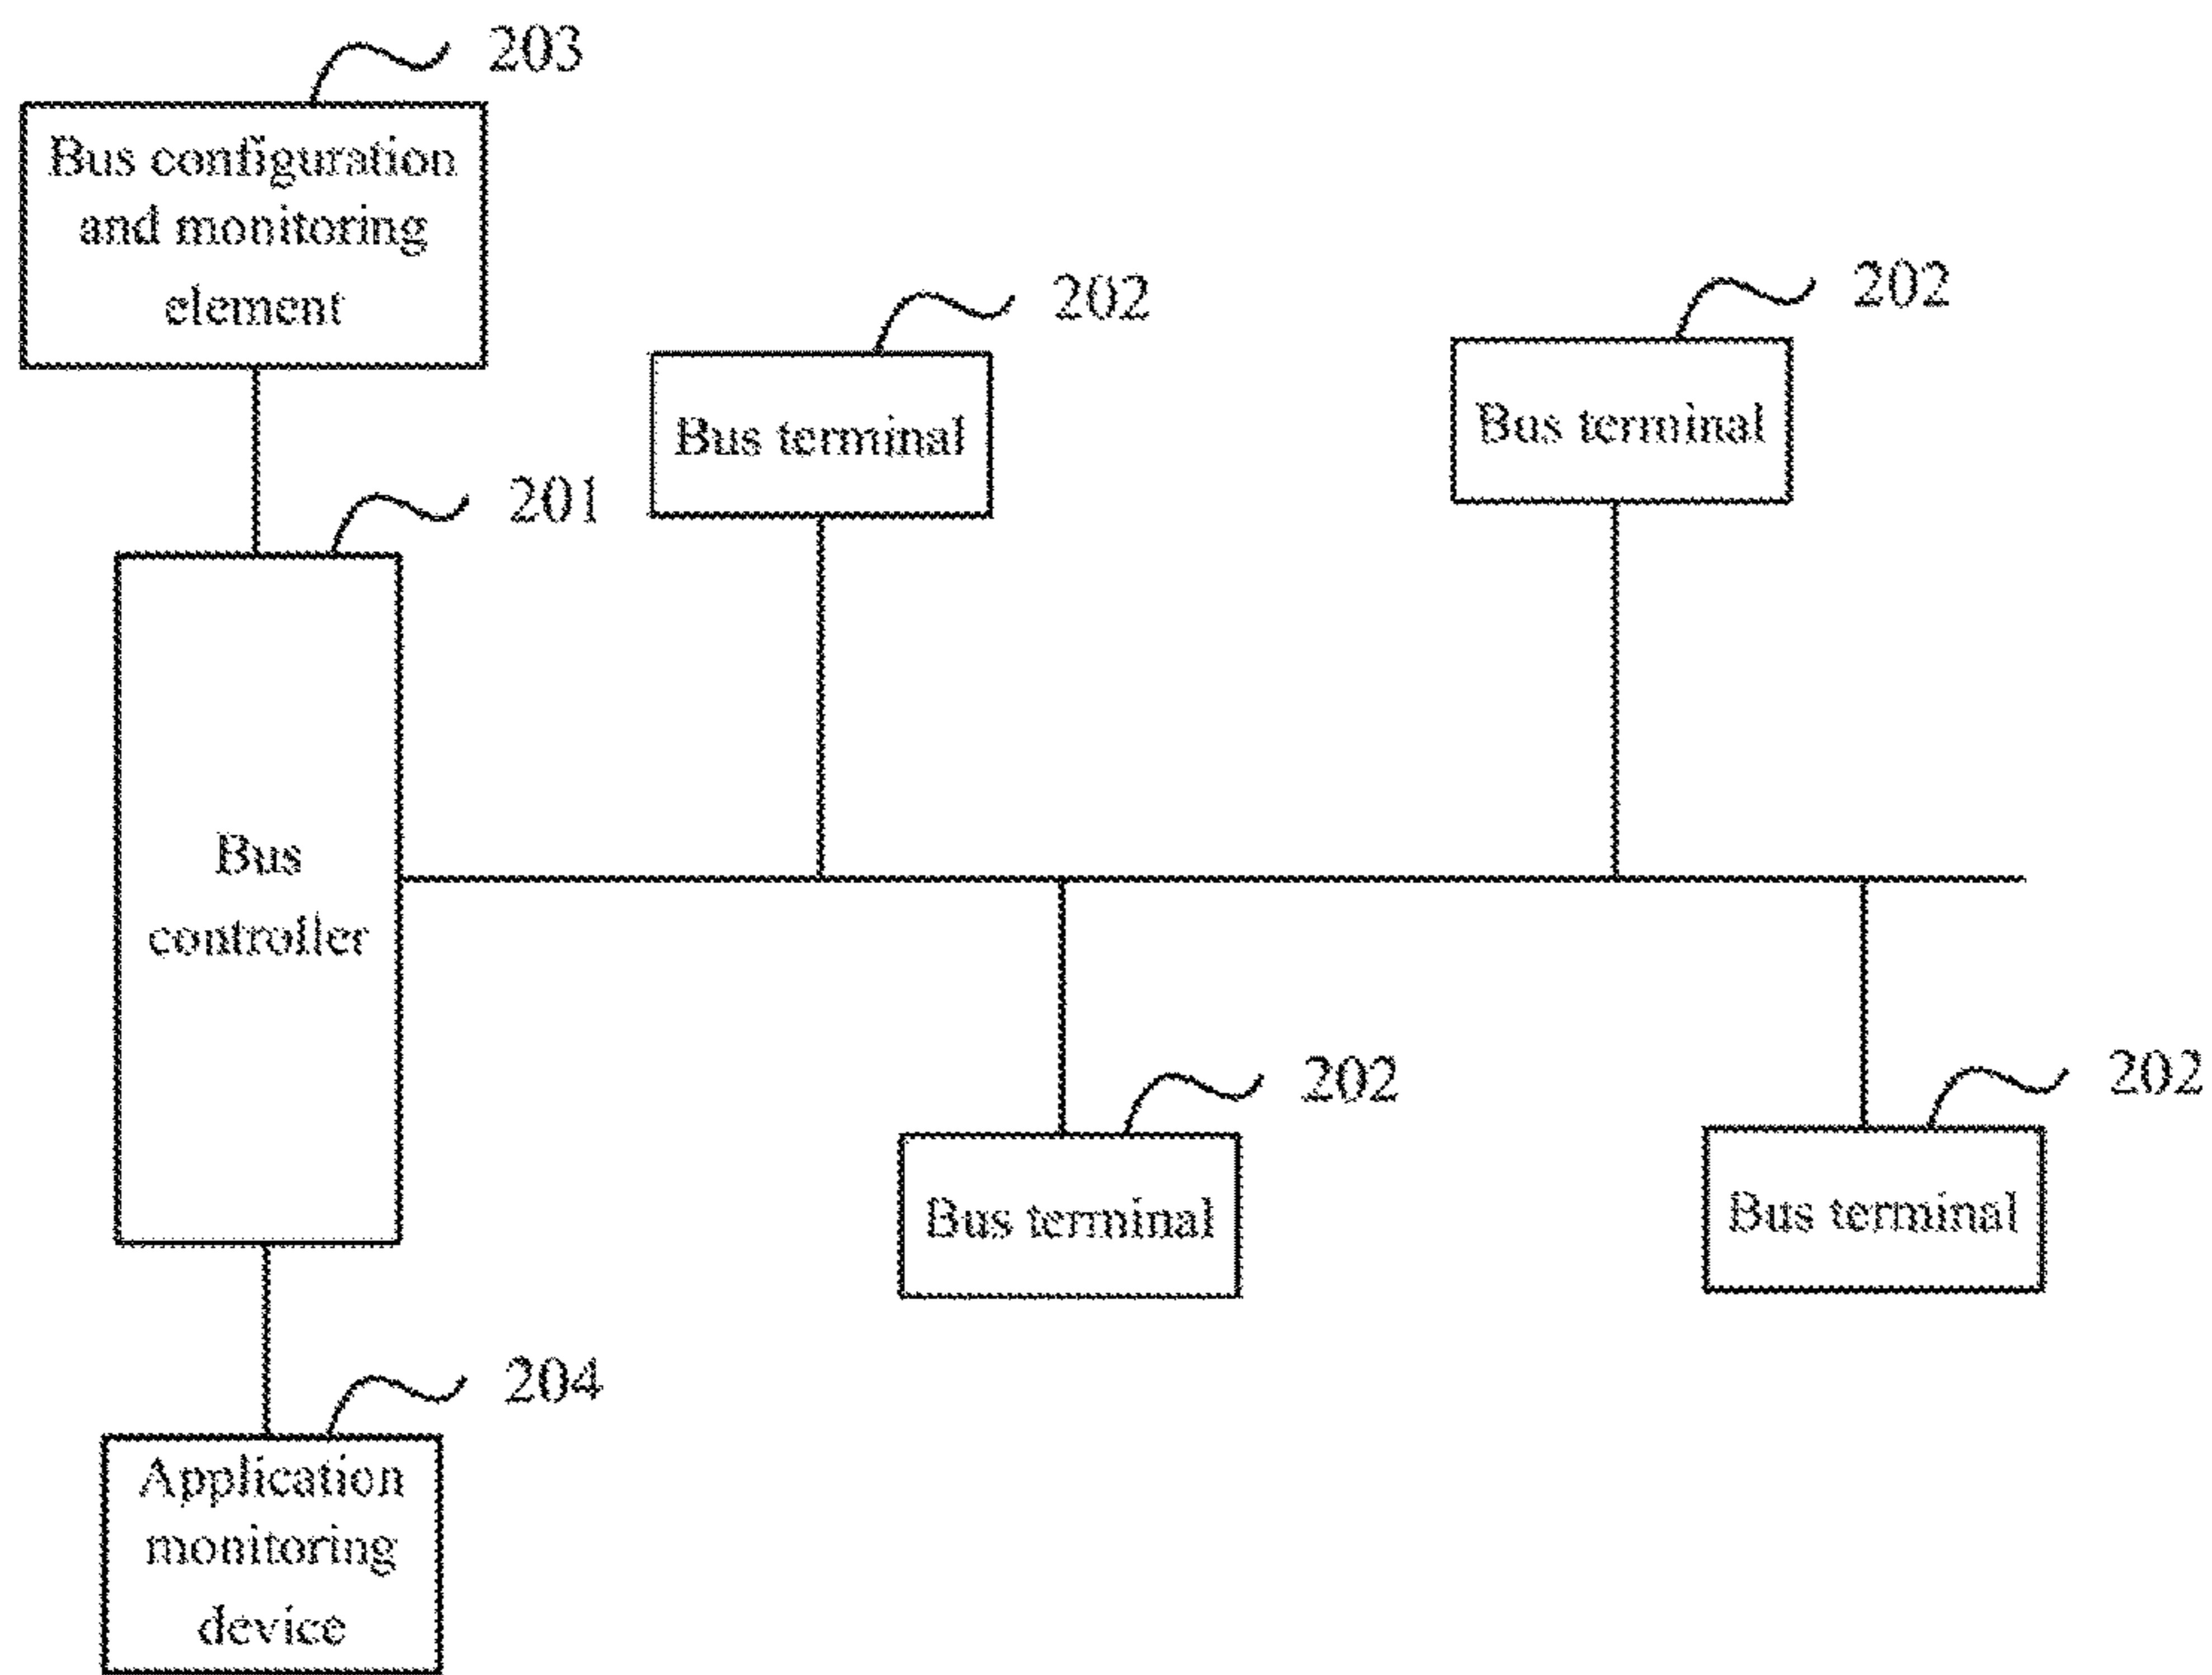 203
Bus configuration
and monitoring
element
202
Bus terminal
202
Bus terminal
201
Bus
controller
202
Bus terminal
202
Bus terminal
204
Application
monitoring
device